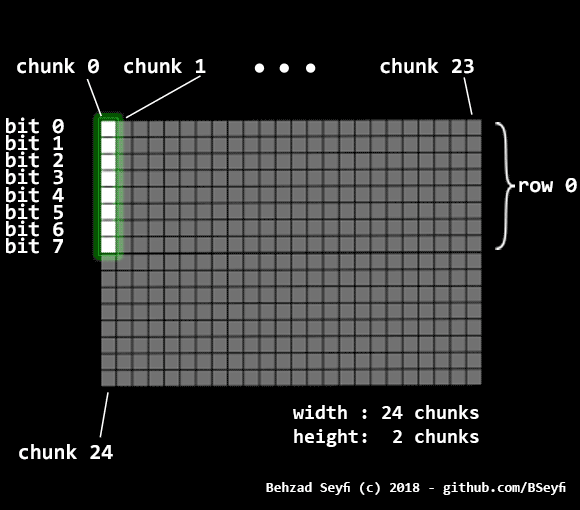 chunk 0 chunk 1 • • • chunk 23
bit 0
bit 1
bit 2
bit 3
bit 4
bit 5
bit 6
bit 7
row 0
width : 24 chunks
height: 2 chunks
chunk 24
Behzad Seyfi (c) 2018 - github.com/BSeyfi